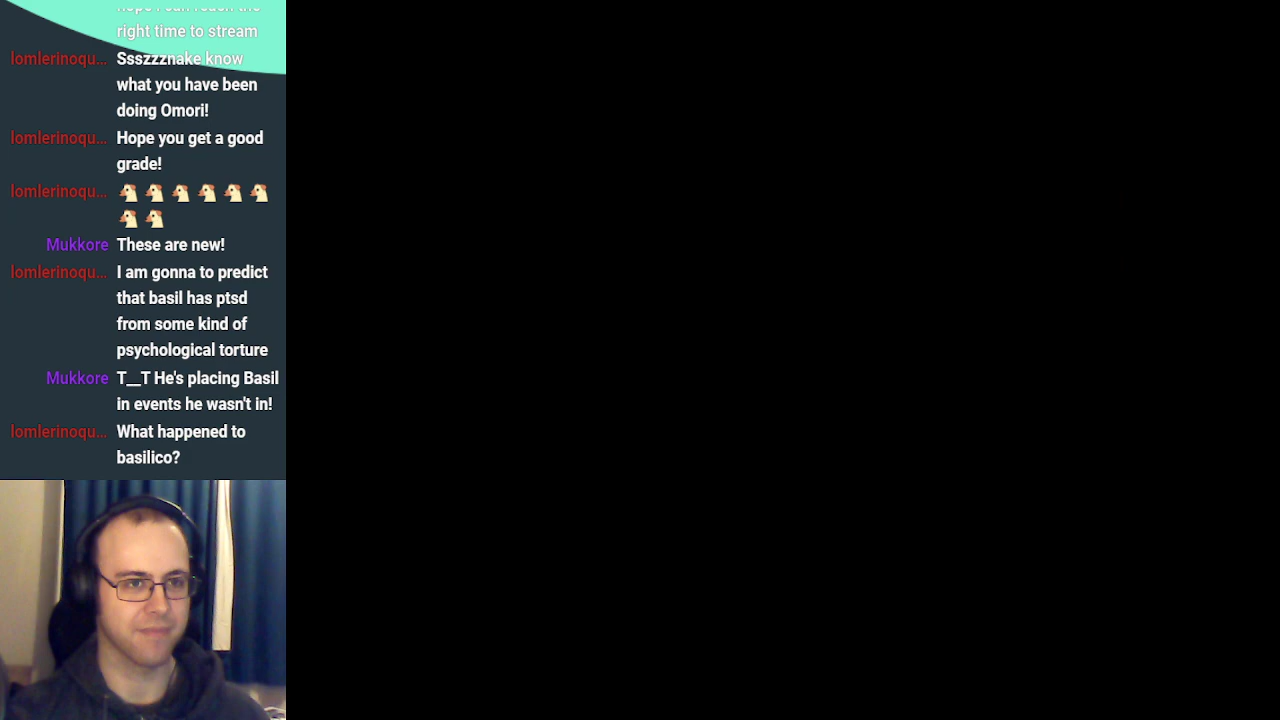 right time to stream
lomlerinoqu... Ssszzznake know
what you have been
doing Omori!
lomlerinoqu... Hope you get a good
grade!
lomlerinoqu...
Mukkore These are new!
lomlerinoqu... I am gonna to predict
that basil has ptsd
from some kind of
psychological torture
Mukkore T__T He's placing Basil
in events he wasn't in!
lomlerinoqu... What happened to
basilico?